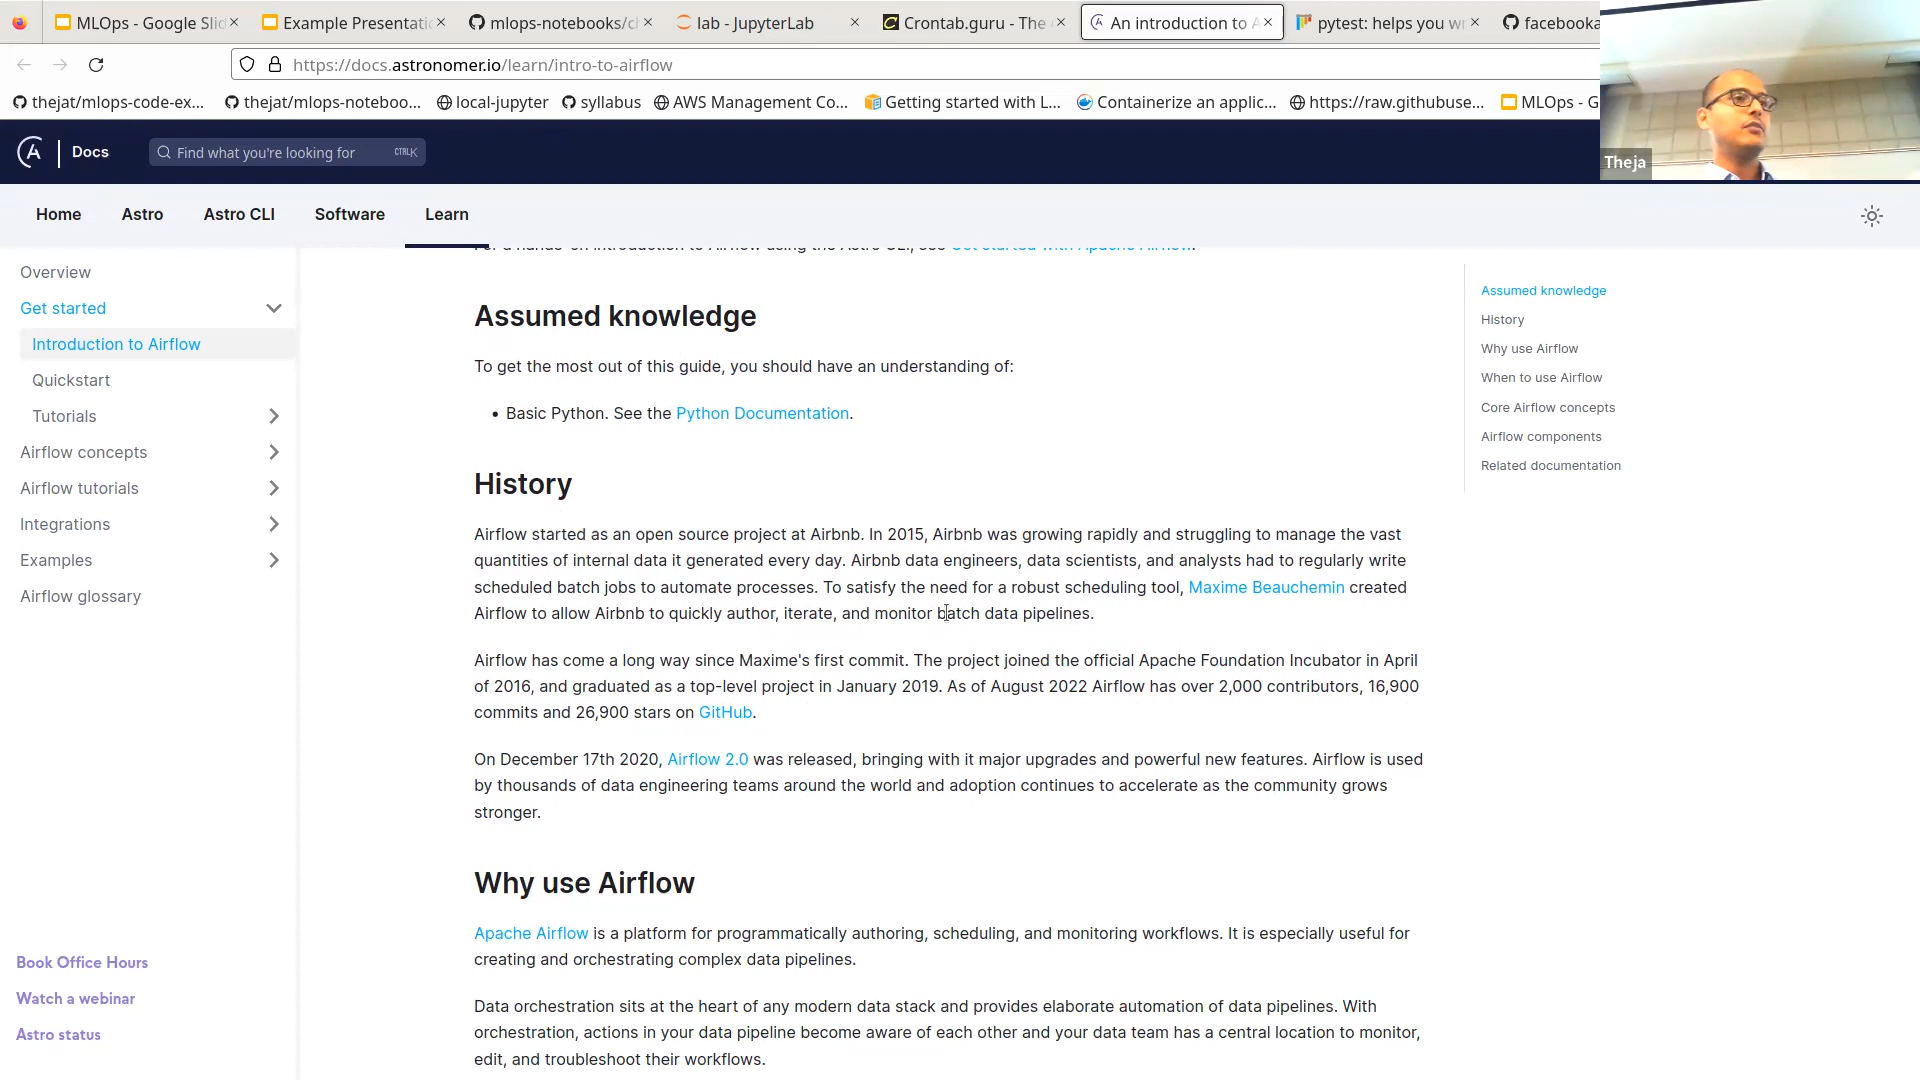 MLOps - Google Slid
Example Presentati
mlops-notebooks/c
lab - JupyterLab
Crontab.guru - The
An introduction to A
pytest: helps you w
facebooka
https://docs.astronomer.io/learn/intro-to-airflow
thejat/mlops-code-ex...
thejat/mlops-noteboo...
local-jupyter
syllabus
AWS Management Co...
Getting started with L...
Containerize an applic...
https://raw.githubuse...
MLOps - G
Theja
Docs
Find what you're looking for
CTRL K
Home
Astro
Astro CLI
Software
Learn
Overview
Get started
Introduction to Airflow
Quickstart
Tutorials
Airflow concepts
Airflow tutorials
Integrations
Examples
Airflow glossary
Book Office Hours
Watch a webinar
Astro status
For a hands-on introduction to Airflow using the Astro CLI, see Get started with Apache Airflow.
Assumed knowledge
To get the most out of this guide, you should have an understanding of:
• Basic Python. See the Python Documentation.
History
Airflow started as an open source project at Airbnb. In 2015, Airbnb was growing rapidly and struggling to manage the vast
quantities of internal data it generated every day. Airbnb data engineers, data scientists, and analysts had to regularly write
scheduled batch jobs to automate processes. To satisfy the need for a robust scheduling tool, Maxime Beauchemin created
Airflow to allow Airbnb to quickly author, iterate, and monitor batch data pipelines.
Airflow has come a long way since Maxime's first commit. The project joined the official Apache Foundation Incubator in April
of 2016, and graduated as a top-level project in January 2019. As of August 2022 Airflow has over 2,000 contributors, 16,900
commits and 26,900 stars on GitHub.
On December 17th 2020, Airflow 2.0 was released, bringing with it major upgrades and powerful new features. Airflow is used
by thousands of data engineering teams around the world and adoption continues to accelerate as the community grows
stronger.
Why use Airflow
Apache Airflow is a platform for programmatically authoring, scheduling, and monitoring workflows. It is especially useful for
creating and orchestrating complex data pipelines.
Data orchestration sits at the heart of any modern data stack and provides elaborate automation of data pipelines. With
orchestration, actions in your data pipeline become aware of each other and your data team has a central location to monitor,
edit, and troubleshoot their workflows.
Assumed knowledge
History
Why use Airflow
When to use Airflow
Core Airflow concepts
Airflow components
Related documentation